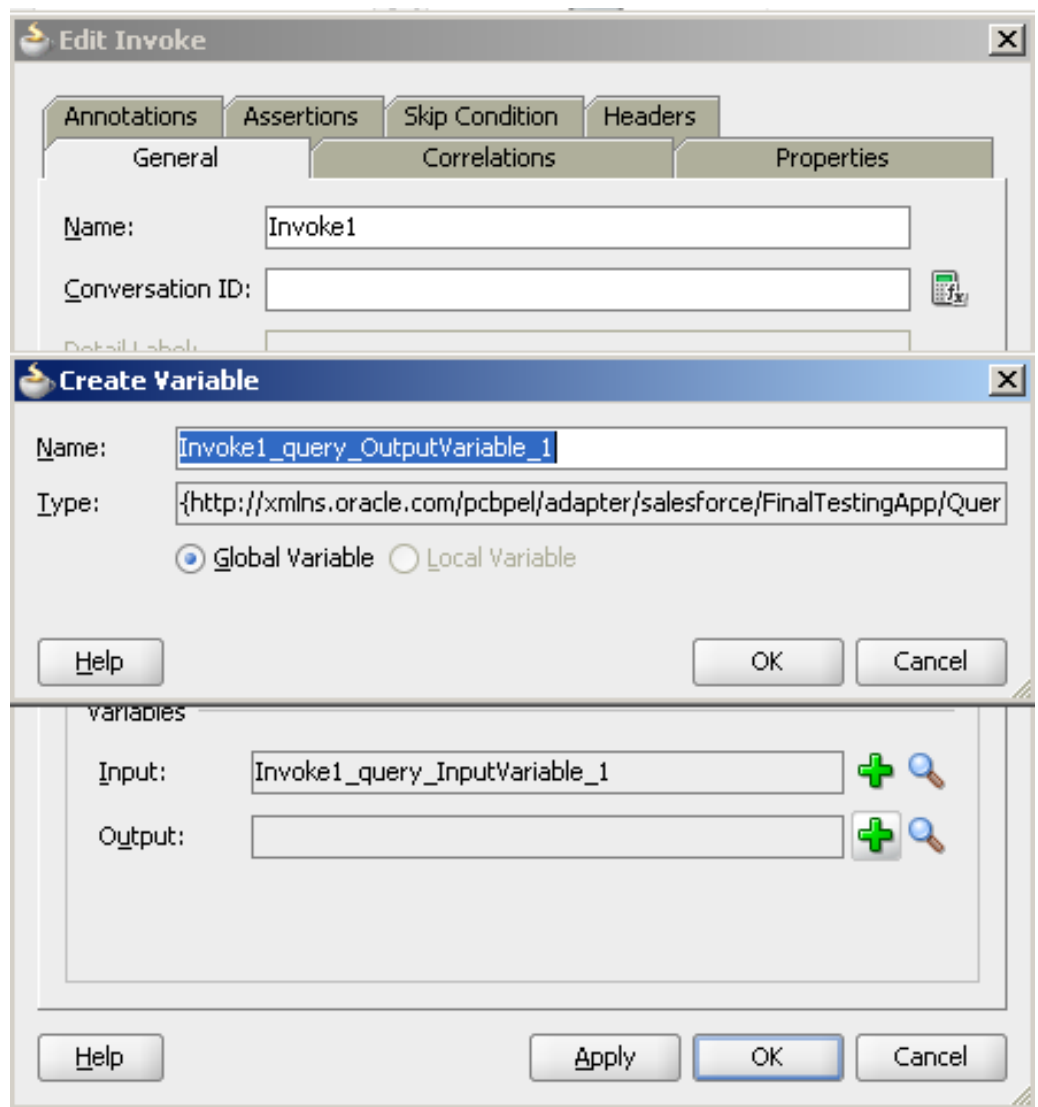 Edit Invoke
Annotations Assertions Skip Condition Headers
General Correlations Properties
Name: Invoke1
Conversation ID:
Detail Label:
Create Variable
Name: Invoke1_query_OutputVariable_1
Type: {http://xmlns.oracle.com/pcbpel/adapter/salesforce/FinalTestingApp/Quer
Global Variable Local Variable
Help OK Cancel
Variables
Input: Invoke1_query_InputVariable_1
Output:
Help Apply OK Cancel